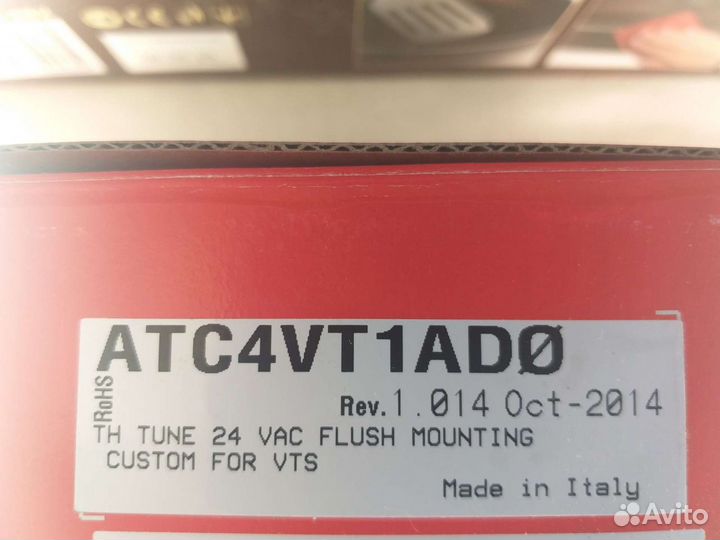 ATC4VT1ADØ
RoHS
Rev. 1.014 Oct-2014
TH TUNE 24 VAC FLUSH MOUNTING
CUSTOM FOR VTS
Made in Italy
Avito